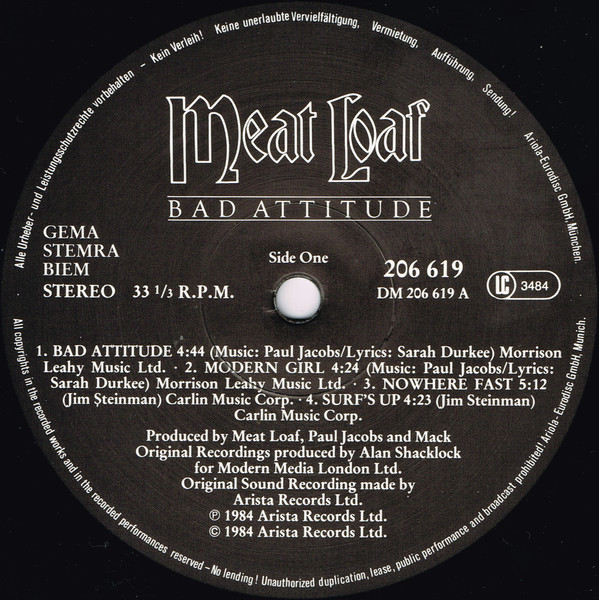 Alle Urheber- und Leistungsschutzrechte vorbehalten – Kein Verleih! Keine unerlaubte Vervielfältigung, Vermietung, Aufführung, Sendung! Ariola-Eurodisc GmbH, München.
Meat Loaf
BAD ATTITUDE
GEMA
STEMRA
BIEM
STEREO 33 1/3 R.P.M.
Side One
206 619
DM 206 619 A
LC 3484
1. BAD ATTITUDE 4:44 (Music: Paul Jacobs/Lyrics: Sarah Durkee) Morrison
Leahy Music Ltd. · 2. MODERN GIRL 4:24 (Music: Paul Jacobs/Lyrics:
Sarah Durkee) Morrison Leahy Music Ltd. · 3. NOWHERE FAST 5:12
(Jim Steinman) Carlin Music Corp. · 4. SURF'S UP 4:23 (Jim Steinman)
Carlin Music Corp.
Produced by Meat Loaf, Paul Jacobs and Mack
Original Recordings produced by Alan Shacklock
for Modern Media London Ltd.
Original Sound Recording made by
Arista Records Ltd.
℗ 1984 Arista Records Ltd.
© 1984 Arista Records Ltd.
All copyrights in the recorded works and in the recorded performances reserved – No lending! Unauthorized duplication, lease, public performance and broadcast prohibited! Ariola-Eurodisc GmbH, Munich.